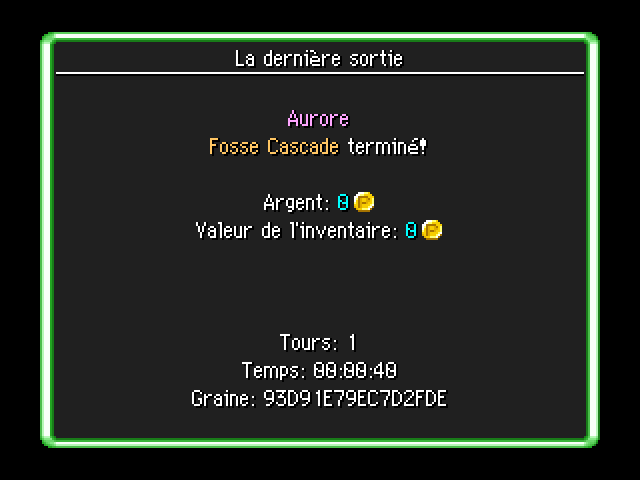 La dernière sortie
Aurore
Fosse Cascade terminé!
Argent: 0
Valeur de l'inventaire: 0
Tours: 1
Temps: 00:00:40
Graine: 93D91E79EC7D2FDE